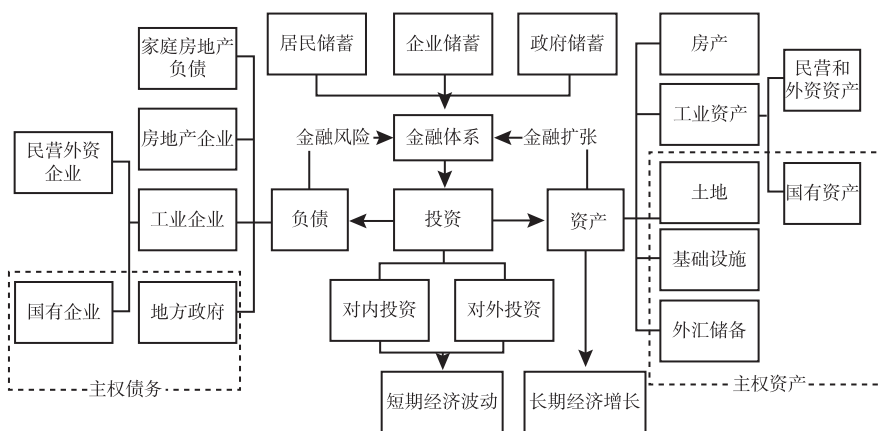 家庭房地产
负债
居民储蓄
企业储蓄
政府储蓄
房产
民营和
外资资产
房地产企业
金融风险
金融体系
金融扩张
工业资产
民营外资
企业
工业企业
负债
投资
资产
土地
国有资产
基础设施
国有企业
地方政府
对内投资
对外投资
外汇储备
主权债务
短期经济波动
长期经济增长
主权资产